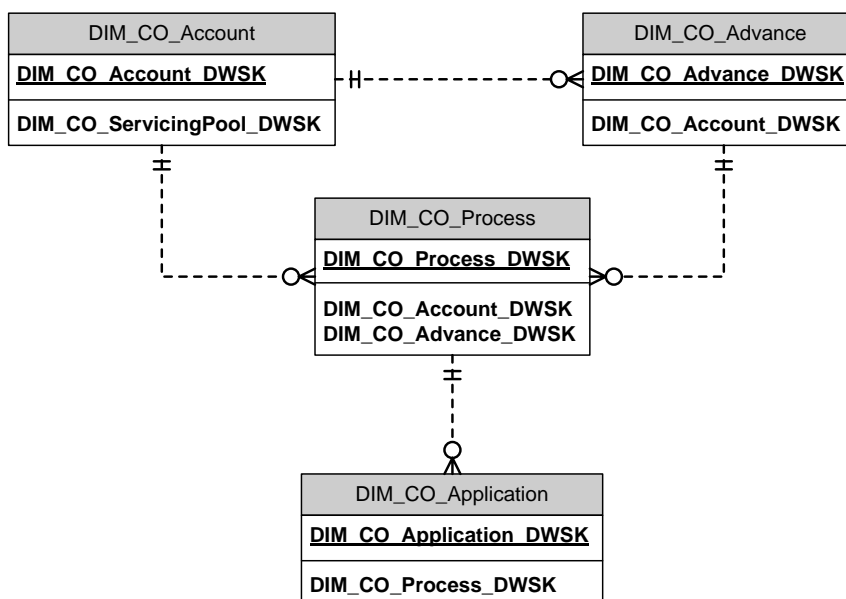 DIM_CO_Account
DIM_CO_Account_DWSK
DIM_CO_ServicingPool_DWSK
DIM_CO_Advance
DIM_CO_Advance_DWSK
DIM_CO_Account_DWSK
DIM_CO_Process
DIM_CO_Process_DWSK
DIM_CO_Account_DWSK
DIM_CO_Advance_DWSK
DIM_CO_Application
DIM_CO_Application_DWSK
DIM_CO_Process_DWSK